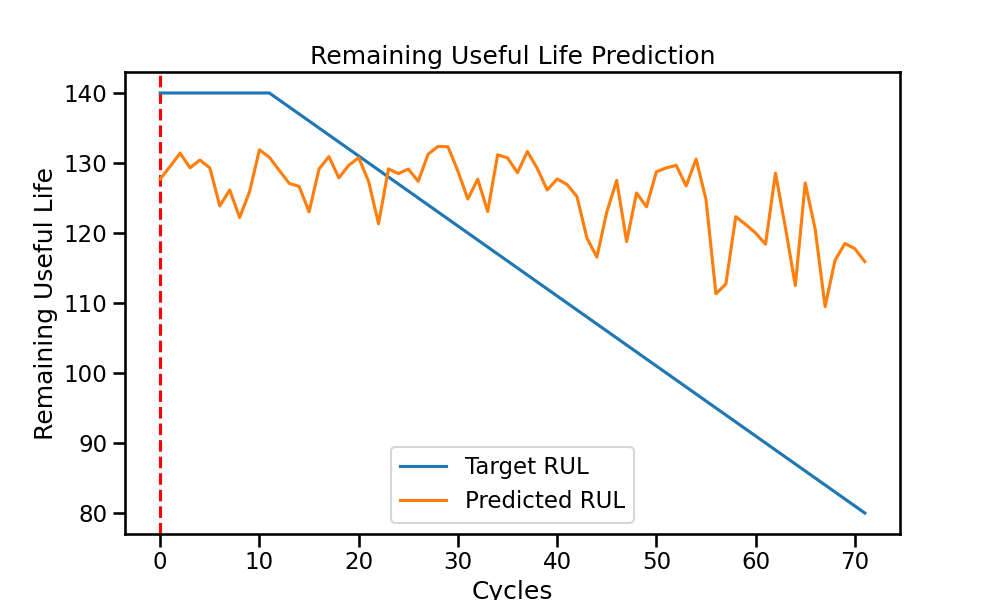 Remaining Useful Life Prediction
Remaining Useful Life
140
130
120
110
100
90
80
Target RUL
Predicted RUL
0 10 20 30 40 50 60 70
Cycles